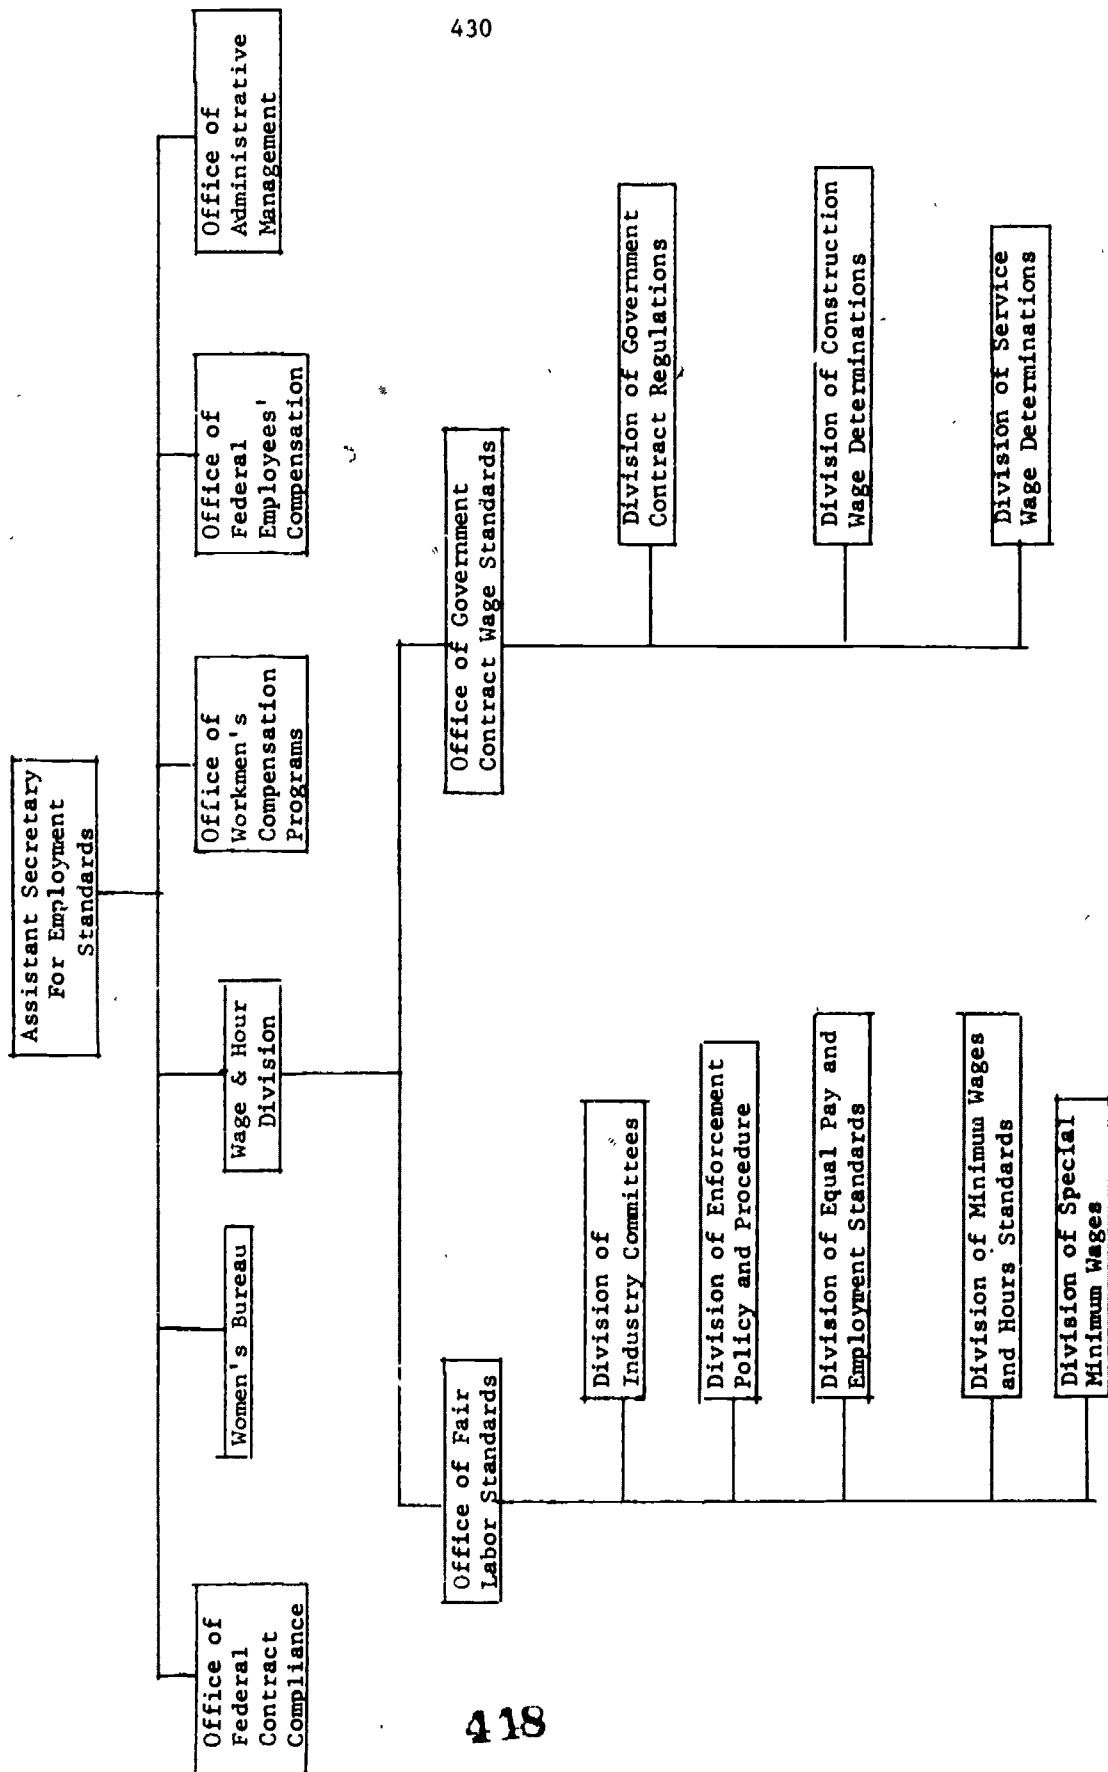 430
Assistant Secretary
For Employment
Standards
Office of
Federal
Contract
Compliance
Women's Bureau
Wage & Hour
Division
Office of
Workmen's
Compensation
Programs
Office of
Federal
Employees'
Compensation
Office of
Administrative
Management
Office of Fair
Labor Standards
Division of
Industry Committees
Division of Enforcement
Policy and Procedure
Division of Equal Pay and
Employment Standards
Division of Minimum Wages
and Hours Standards
Division of Special
Minimum Wages
Office of Government
Contract Wage Standards
Division of Government
Contract Regulations
Division of Construction
Wage Determinations
Division of Service
Wage Determinations
418